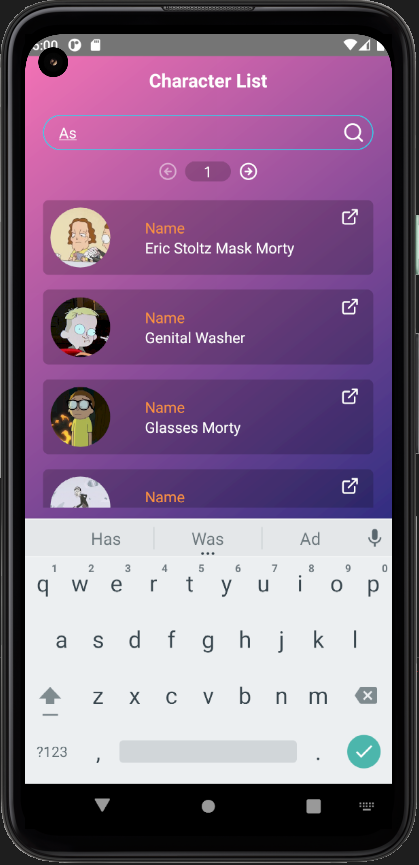 5:00
Character List
As
1
Name
Eric Stoltz Mask Morty
Name
Genital Washer
Name
Glasses Morty
Name
Has Was Ad
1 2 3 4 5 6 7 8 9 0
q w e r t y u i o p
a s d f g h j k l
z x c v b n m
?123 , .